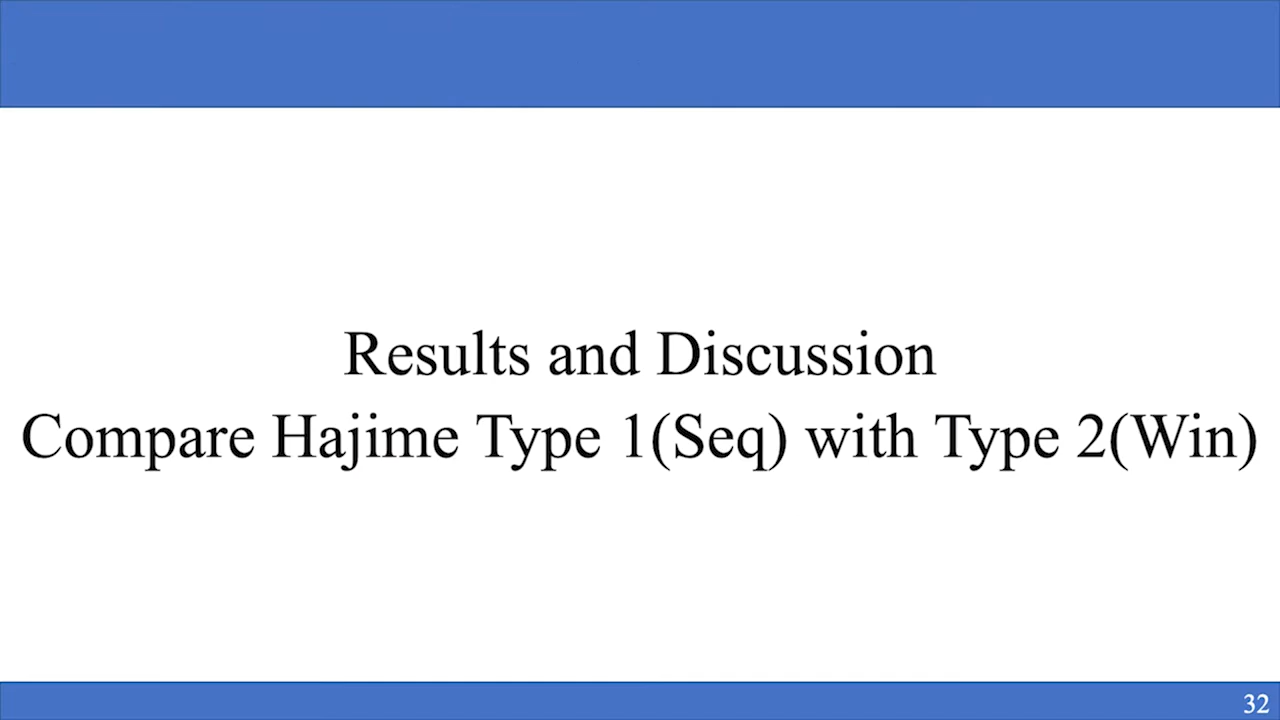 Results and Discussion
Compare Hajime Type 1(Seq) with Type 2(Win)
32